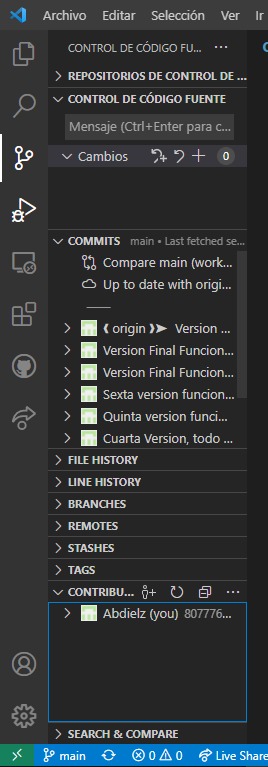 Archivo Editar Selección Ver Ir
CONTROL DE CÓDIGO FU... ...
REPOSITORIOS DE CONTROL DE ...
CONTROL DE CÓDIGO FUENTE
Mensaje (Ctrl+Enter para c...
Cambios 0
COMMITS main • Last fetched se...
Compare main (work...
Up to date with origi...
❰ origin ❱➤ Version ...
Version Final Funcion...
Version Final Funcion...
Sexta version funcion...
Quinta version funci...
Cuarta Version, todo ...
FILE HISTORY
LINE HISTORY
BRANCHES
REMOTES
STASHES
TAGS
CONTRIBU... ...
Abdielz (you) 807776...
SEARCH & COMPARE
main 0 0 Live Share